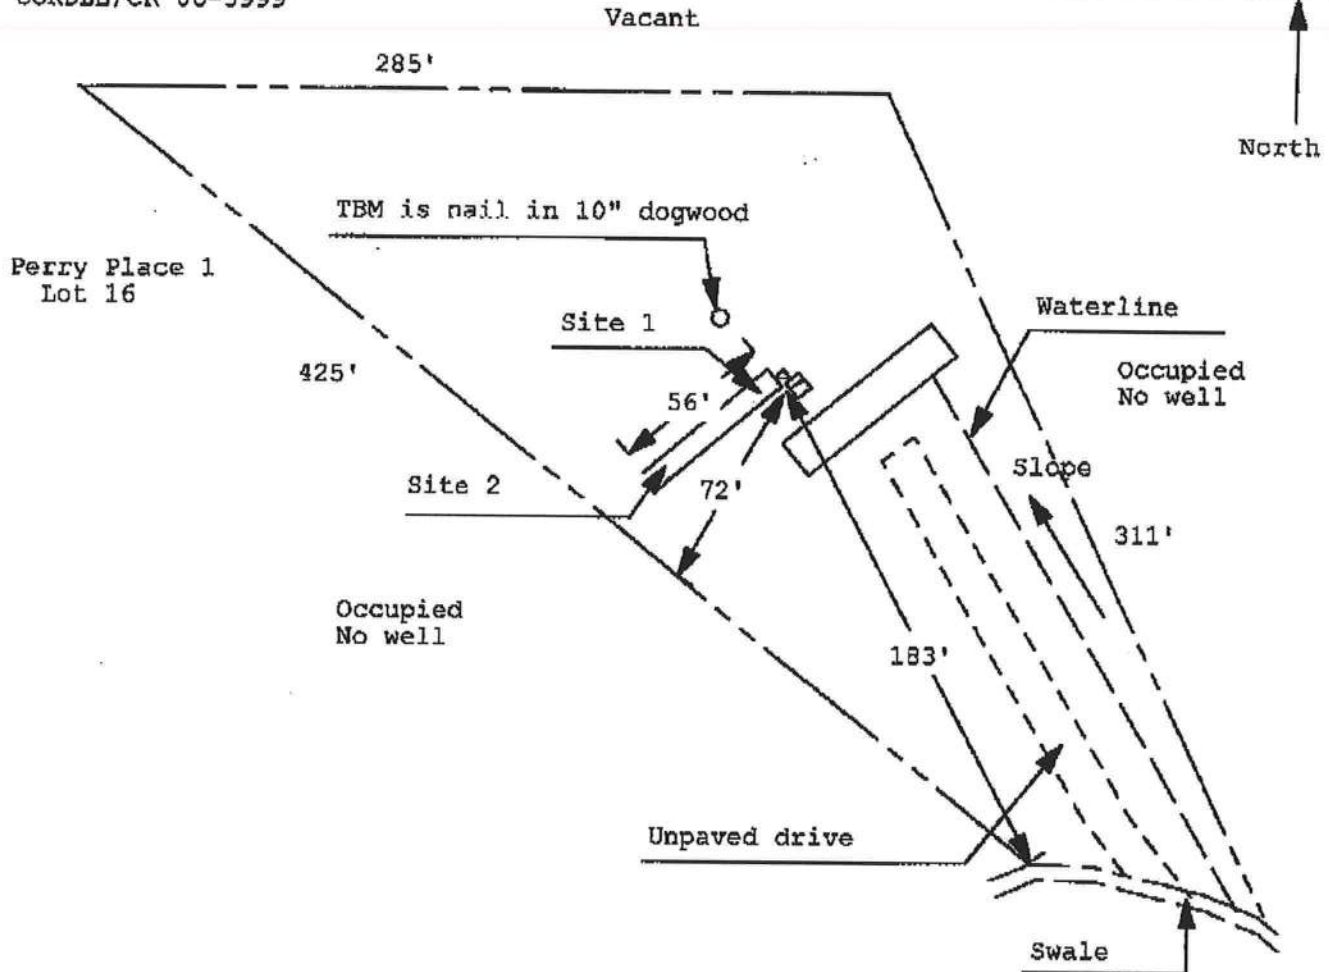 Vacant
285'
North
TBM is nail in 10" dogwood
Perry Place 1
Lot 16
Site 1
Waterline
425'
Occupied
No well
56'
Slope
Site 2
72'
311'
Occupied
No well
183'
Unpaved drive
Swale